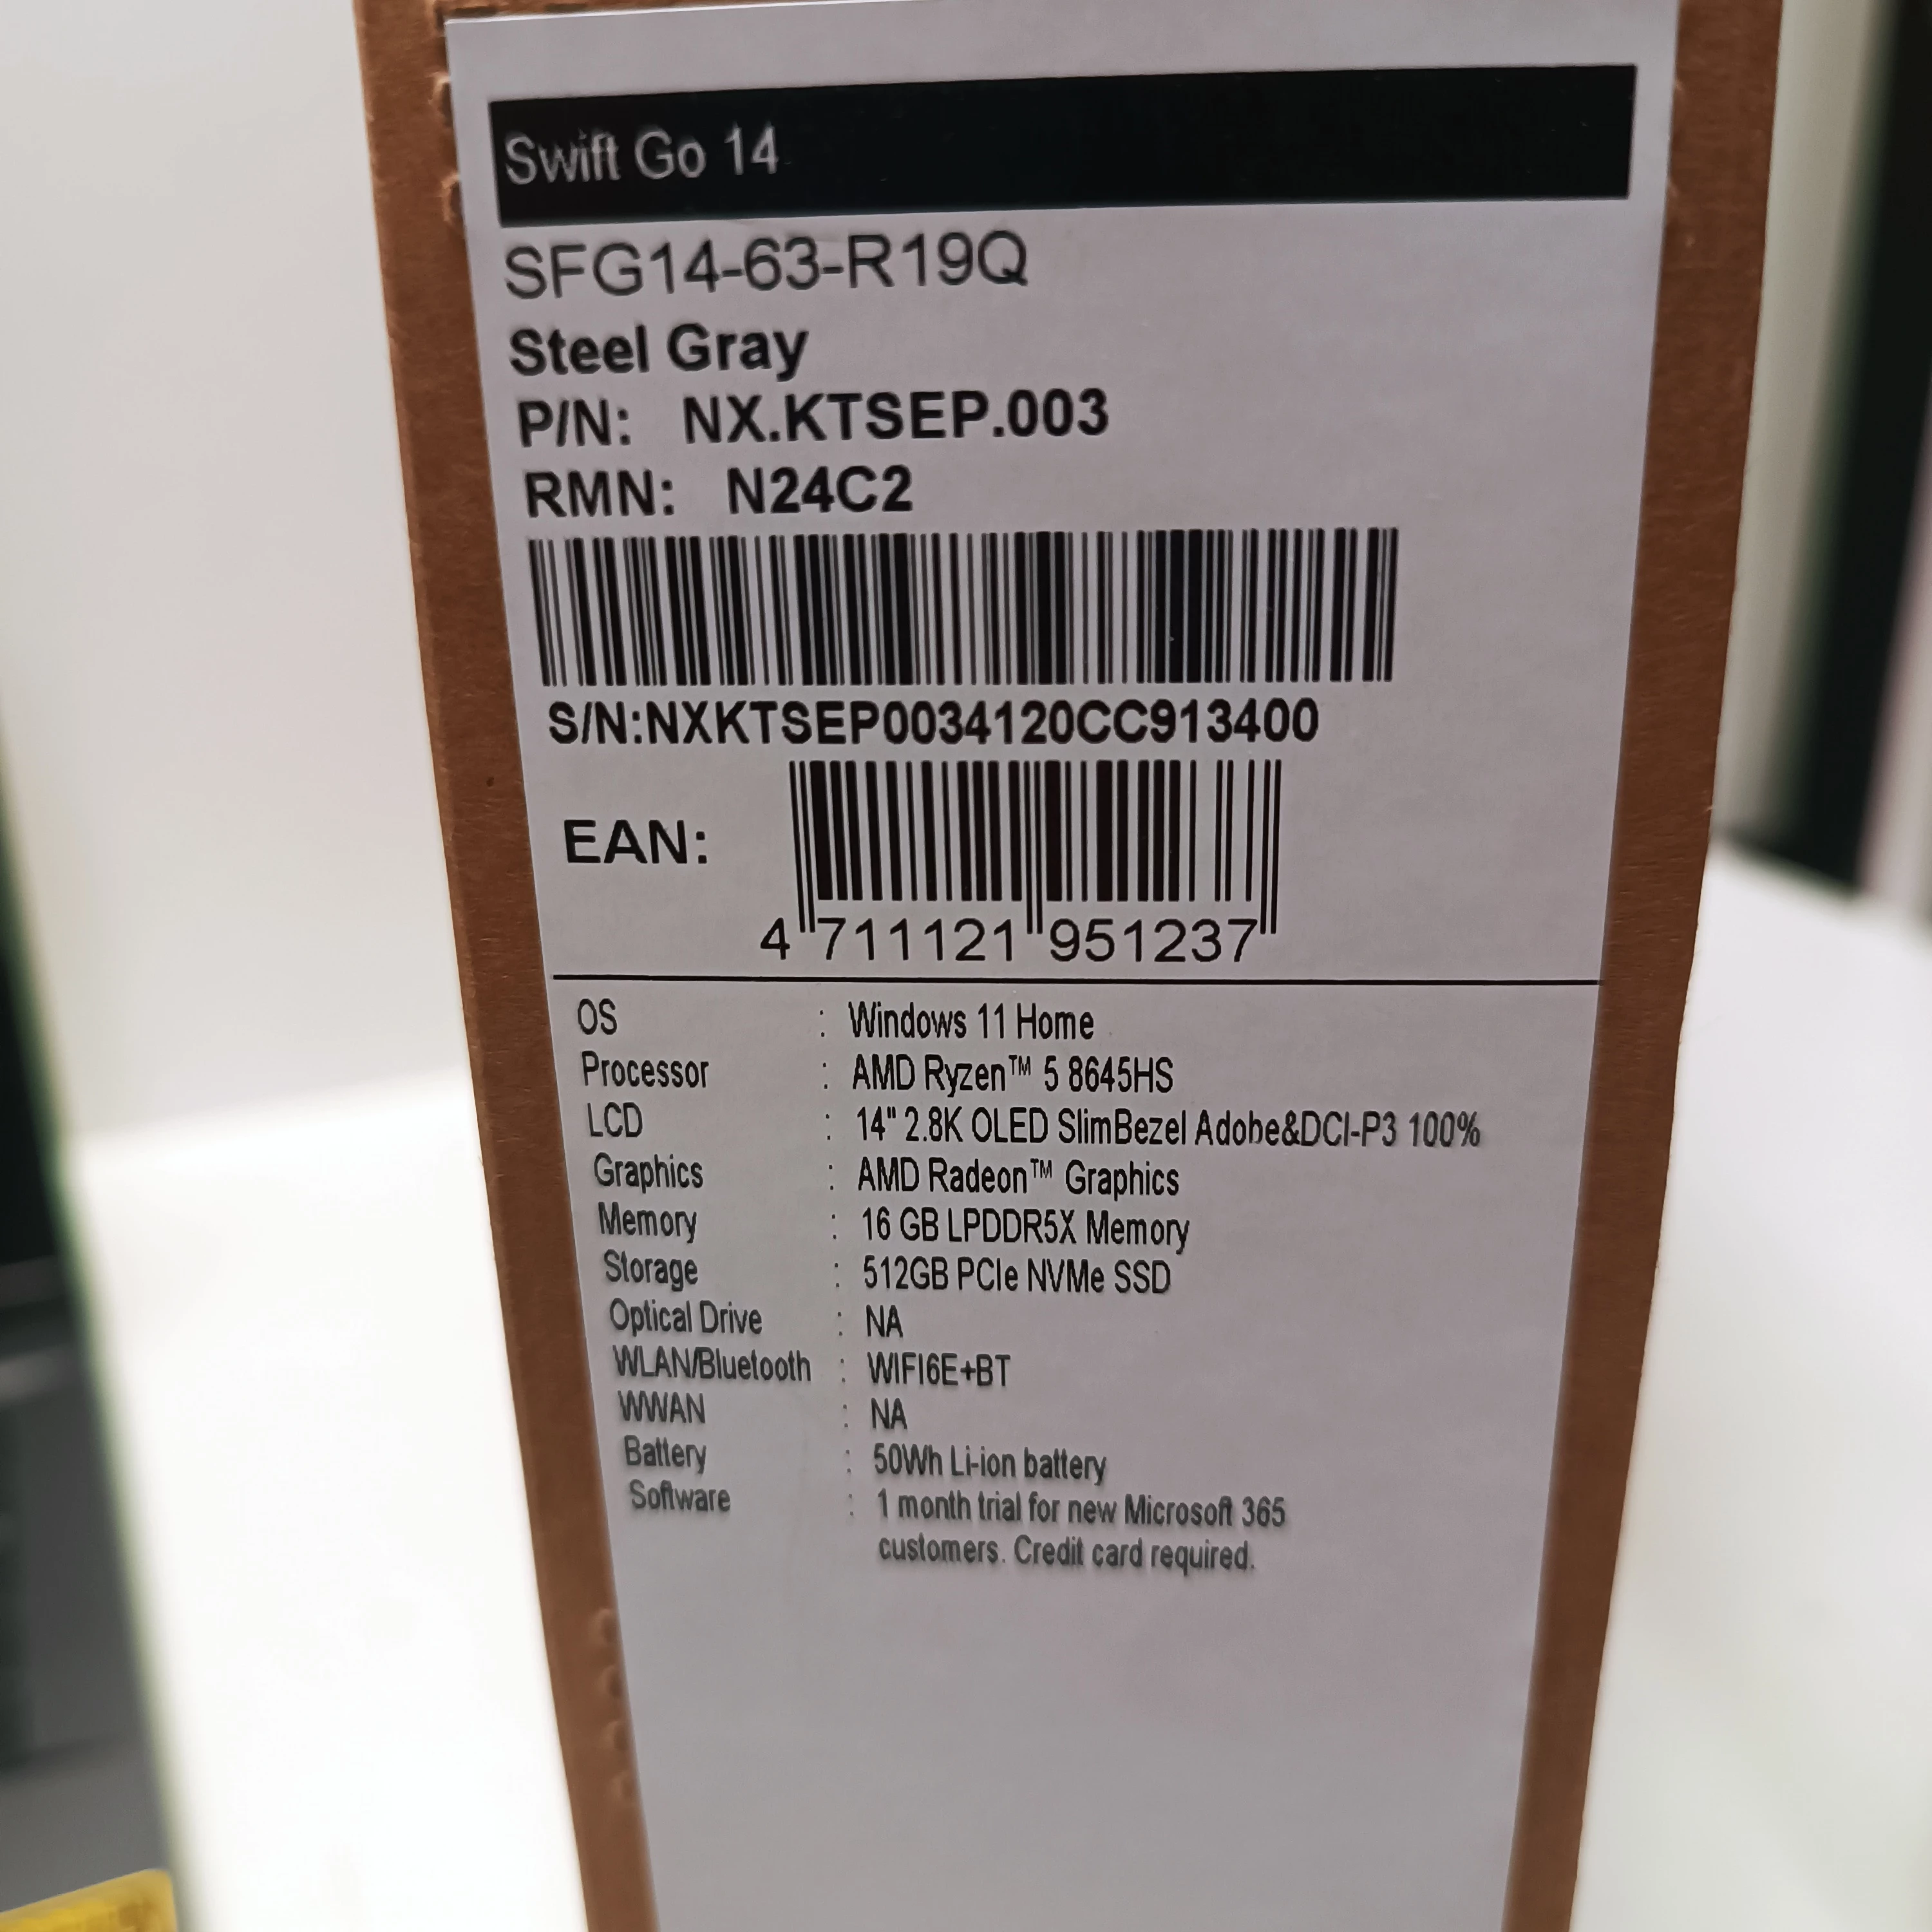 Swift Go 14
SFG14-63-R19Q
Steel Gray
P/N: NX.KTSEP.003
RMN: N24C2
S/N:NXKTSEP0034120CC913400
EAN:
4 711121 951237
OS : Windows 11 Home
Processor : AMD Ryzen™ 5 8645HS
LCD : 14" 2.8K OLED SlimBezel Adobe&DCI-P3 100%
Graphics : AMD Radeon™ Graphics
Memory : 16 GB LPDDR5X Memory
Storage : 512GB PCIe NVMe SSD
Optical Drive : NA
WLAN/Bluetooth : WIFI6E+BT
WWAN : NA
Battery : 50Wh Li-ion battery
Software : 1 month trial for new Microsoft 365
customers. Credit card required.